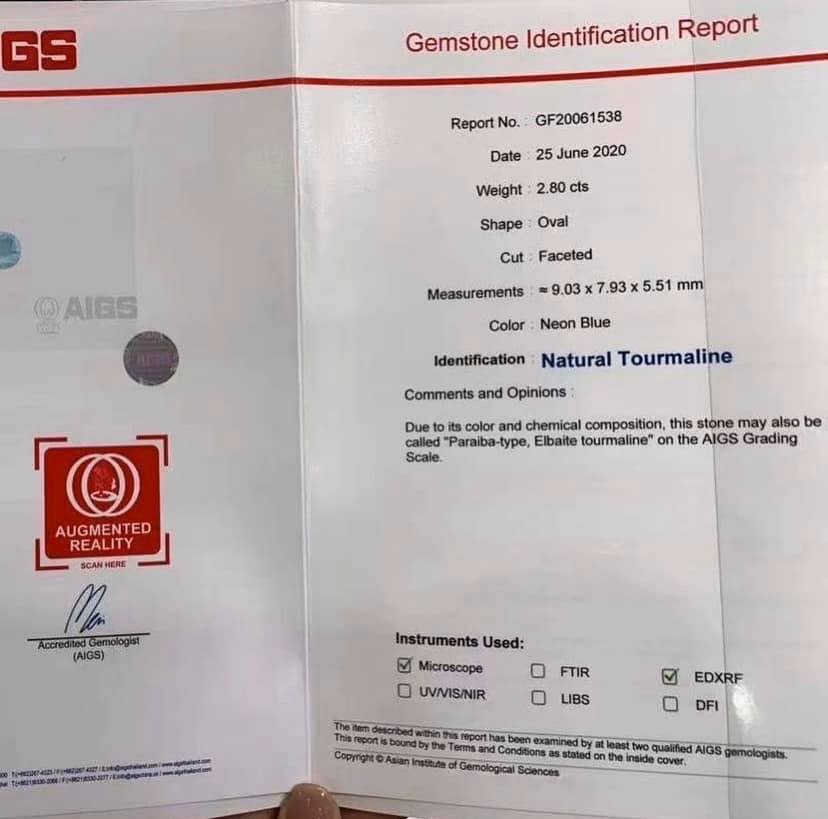 GS
Gemstone Identification Report
Report No. : GF20061538
Date : 25 June 2020
Weight : 2.80 cts
Shape : Oval
Cut : Faceted
Measurements : ≈ 9.03 x 7.93 x 5.51 mm
Color : Neon Blue
Identification : Natural Tourmaline
Comments and Opinions :
Due to its color and chemical composition, this stone may also be
called "Paraiba-type, Elbaite tourmaline" on the AIGS Grading
Scale.
AIGS
AUGMENTED
REALITY
SCAN HERE
Accredited Gemologist
(AIGS)
Instruments Used:
☑ Microscope ☐ FTIR ☑ EDXRF
☐ UV/VIS/NIR ☐ LIBS ☐ DFI
The item described within this report has been examined by at least two qualified AIGS gemologists.
This report is bound by the Terms and Conditions as stated on the inside cover.
Copyright © Asian Institute of Gemological Sciences